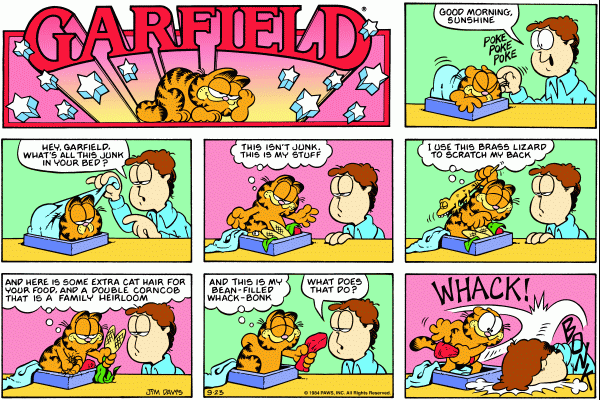 GARFIELD®
GOOD MORNING,
SUNSHINE
POKE
POKE
POKE
HEY, GARFIELD.
WHAT'S ALL THIS JUNK
IN YOUR BED?
THIS ISN'T JUNK.
THIS IS MY STUFF
I USE THIS BRASS LIZARD
TO SCRATCH MY BACK
AND HERE IS SOME EXTRA CAT HAIR FOR
YOUR FOOD, AND A DOUBLE CORNCOB
THAT IS A FAMILY HEIRLOOM
JIM DAVIS
AND THIS IS MY
BEAN-FILLED
WHACK-BONK
WHAT DOES
THAT DO?
9-23
© 1984 PAWS, INC. All Rights Reserved.
WHACK!
BONK